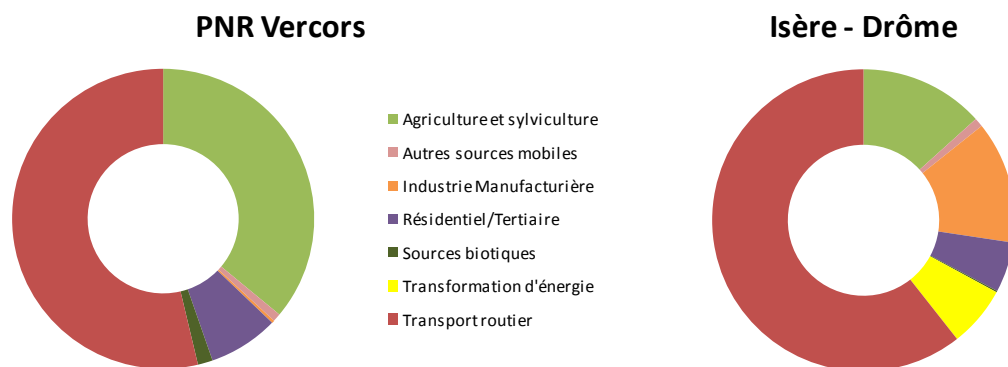 PNR Vercors
Isère - Drôme
Agriculture et sylviculture
Autres sources mobiles
Industrie Manufacturière
Résidentiel/Tertiaire
Sources biotiques
Transformation d'énergie
Transport routier